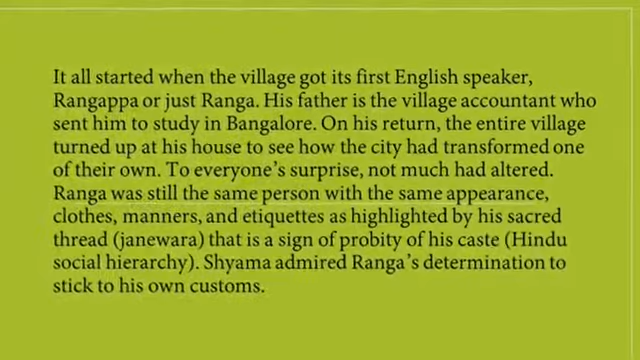 It all started when the village got its first English speaker,
Rangappa or just Ranga. His father is the village accountant who
sent him to study in Bangalore. On his return, the entire village
turned up at his house to see how the city had transformed one
of their own. To everyone's surprise, not much had altered.
Ranga was still the same person with the same appearance,
clothes, manners, and etiquettes as highlighted by his sacred
thread (janewara) that is a sign of probity of his caste (Hindu
social hierarchy). Shyama admired Ranga's determination to
stick to his own customs.